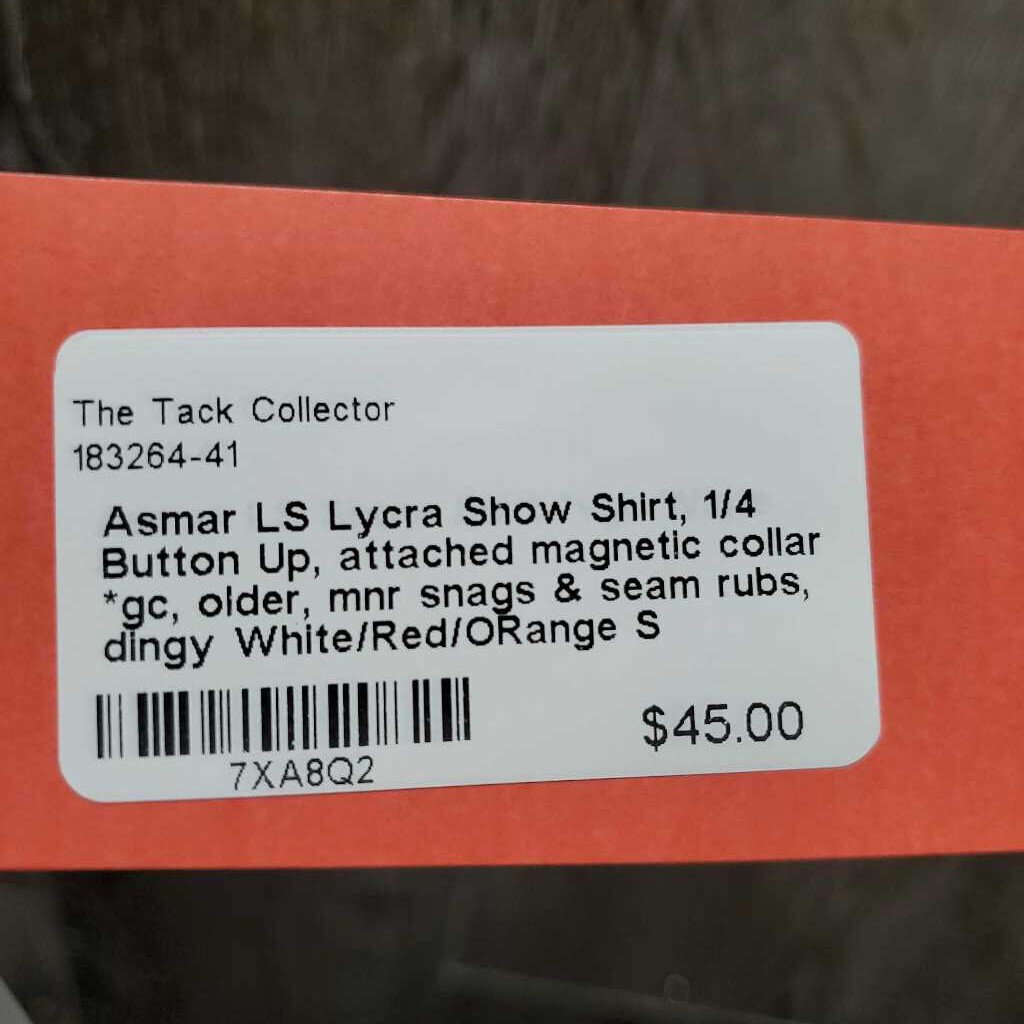 The Tack Collector
183264-41
Asmar LS Lycra Show Shirt, 1/4
Button Up, attached magnetic collar
*gc, older, mnr snags & seam rubs,
dingy White/Red/ORange S
$45.00
7XA8Q2